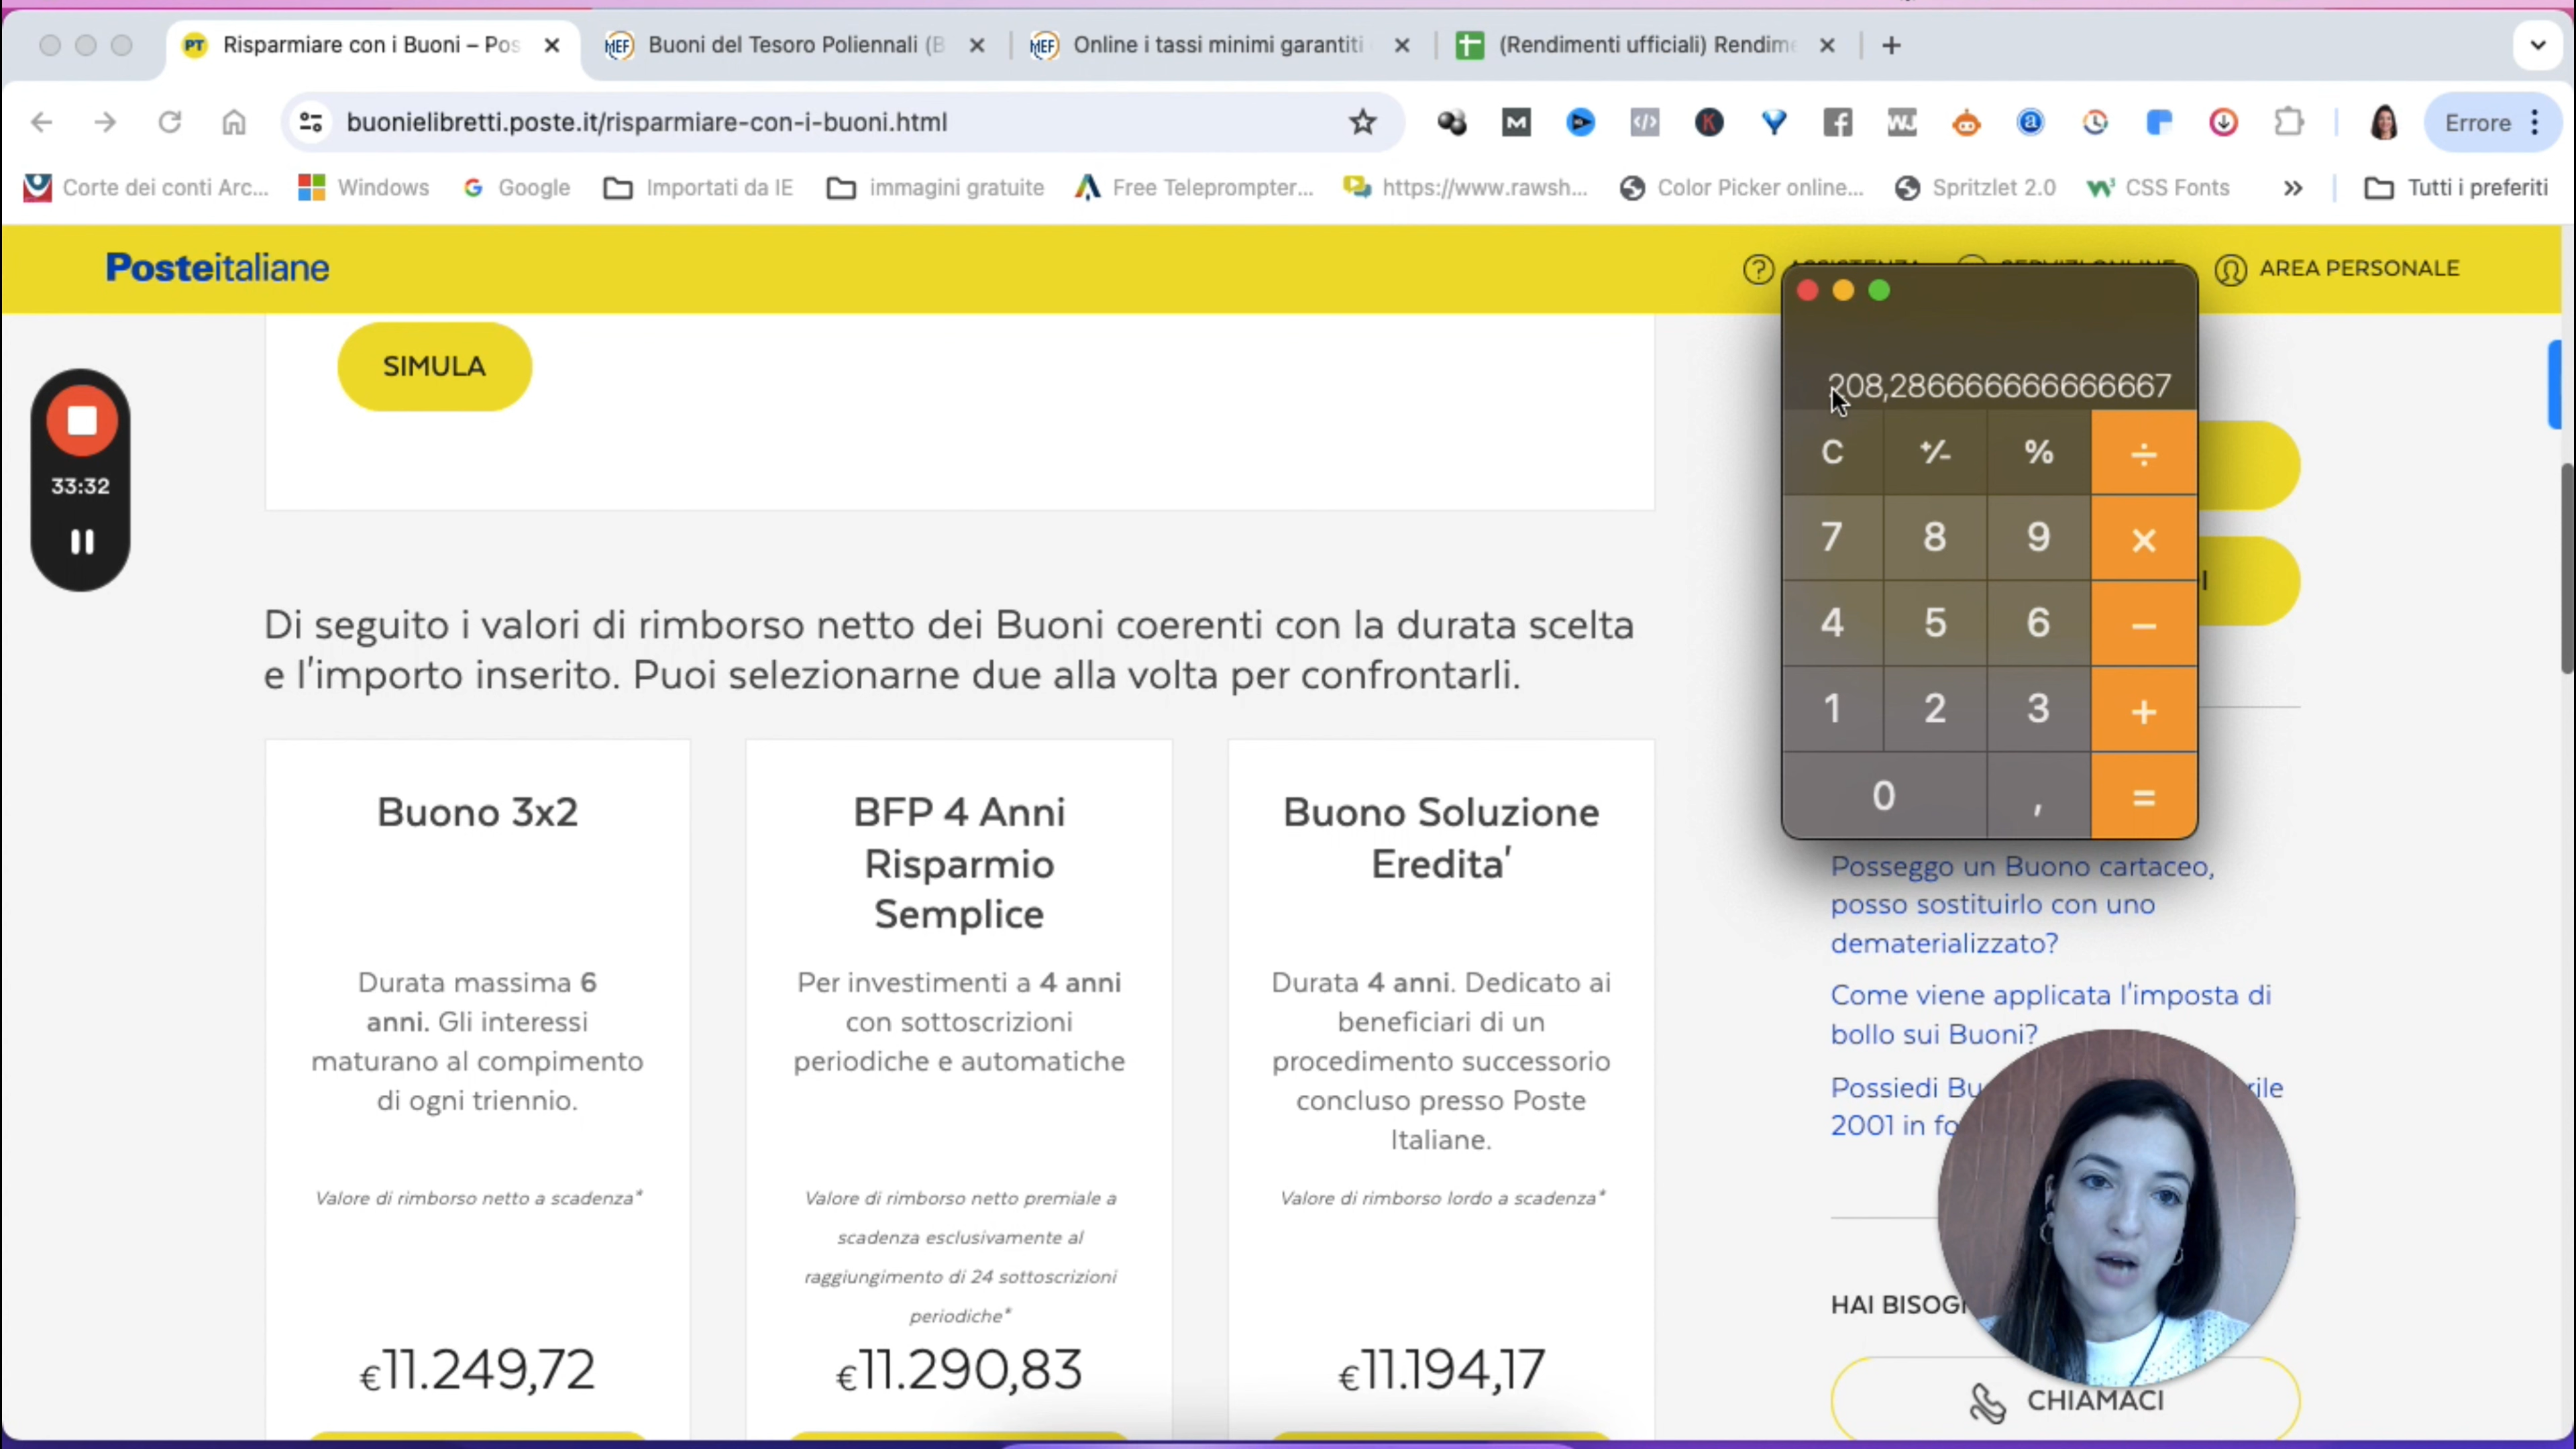 Risparmiare con i Buoni – Pos
Buoni del Tesoro Poliennali (B
Online i tassi minimi garantiti
(Rendimenti ufficiali) Rendim
buonielibretti.poste.it/risparmiare-con-i-buoni.html
Errore
Corte dei conti Arc...
Windows
Google
Importati da IE
immagini gratuite
Free Teleprompter...
https://www.rawsh...
Color Picker online...
Spritzlet 2.0
CSS Fonts
Tutti i preferiti
Posteitaliane
AREA PERSONALE
SIMULA
33:32
208,286666666666667
C +/- % ÷
7 8 9 ×
4 5 6 −
1 2 3 +
0 , =
Di seguito i valori di rimborso netto dei Buoni coerenti con la durata scelta
e l'importo inserito. Puoi selezionarne due alla volta per confrontarli.
Buono 3x2
Durata massima 6
anni. Gli interessi
maturano al compimento
di ogni triennio.
Valore di rimborso netto a scadenza*
€11.249,72
BFP 4 Anni
Risparmio
Semplice
Per investimenti a 4 anni
con sottoscrizioni
periodiche e automatiche
Valore di rimborso netto premiale a
scadenza esclusivamente al
raggiungimento di 24 sottoscrizioni
periodiche*
€11.290,83
Buono Soluzione
Eredita'
Durata 4 anni. Dedicato ai
beneficiari di un
procedimento successorio
concluso presso Poste
Italiane.
Valore di rimborso lordo a scadenza*
€11.194,17
Posseggo un Buono cartaceo,
posso sostituirlo con uno
dematerializzato?
Come viene applicata l'imposta di
bollo sui Buoni?
Possiedi Bu
rile
2001 in fo
HAI BISOG
CHIAMACI